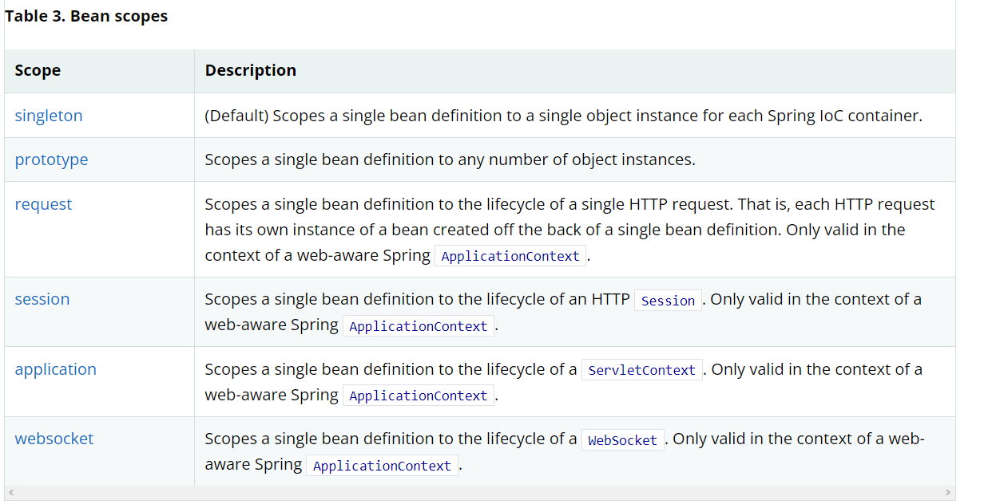 Table 3. Bean scopes
Scope Description
singleton (Default) Scopes a single bean definition to a single object instance for each Spring IoC container.
prototype Scopes a single bean definition to any number of object instances.
request Scopes a single bean definition to the lifecycle of a single HTTP request. That is, each HTTP request
has its own instance of a bean created off the back of a single bean definition. Only valid in the
context of a web-aware Spring ApplicationContext.
session Scopes a single bean definition to the lifecycle of an HTTP Session. Only valid in the context of a
web-aware Spring ApplicationContext.
application Scopes a single bean definition to the lifecycle of a ServletContext. Only valid in the context of a
web-aware Spring ApplicationContext.
websocket Scopes a single bean definition to the lifecycle of a WebSocket. Only valid in the context of a web-
aware Spring ApplicationContext.